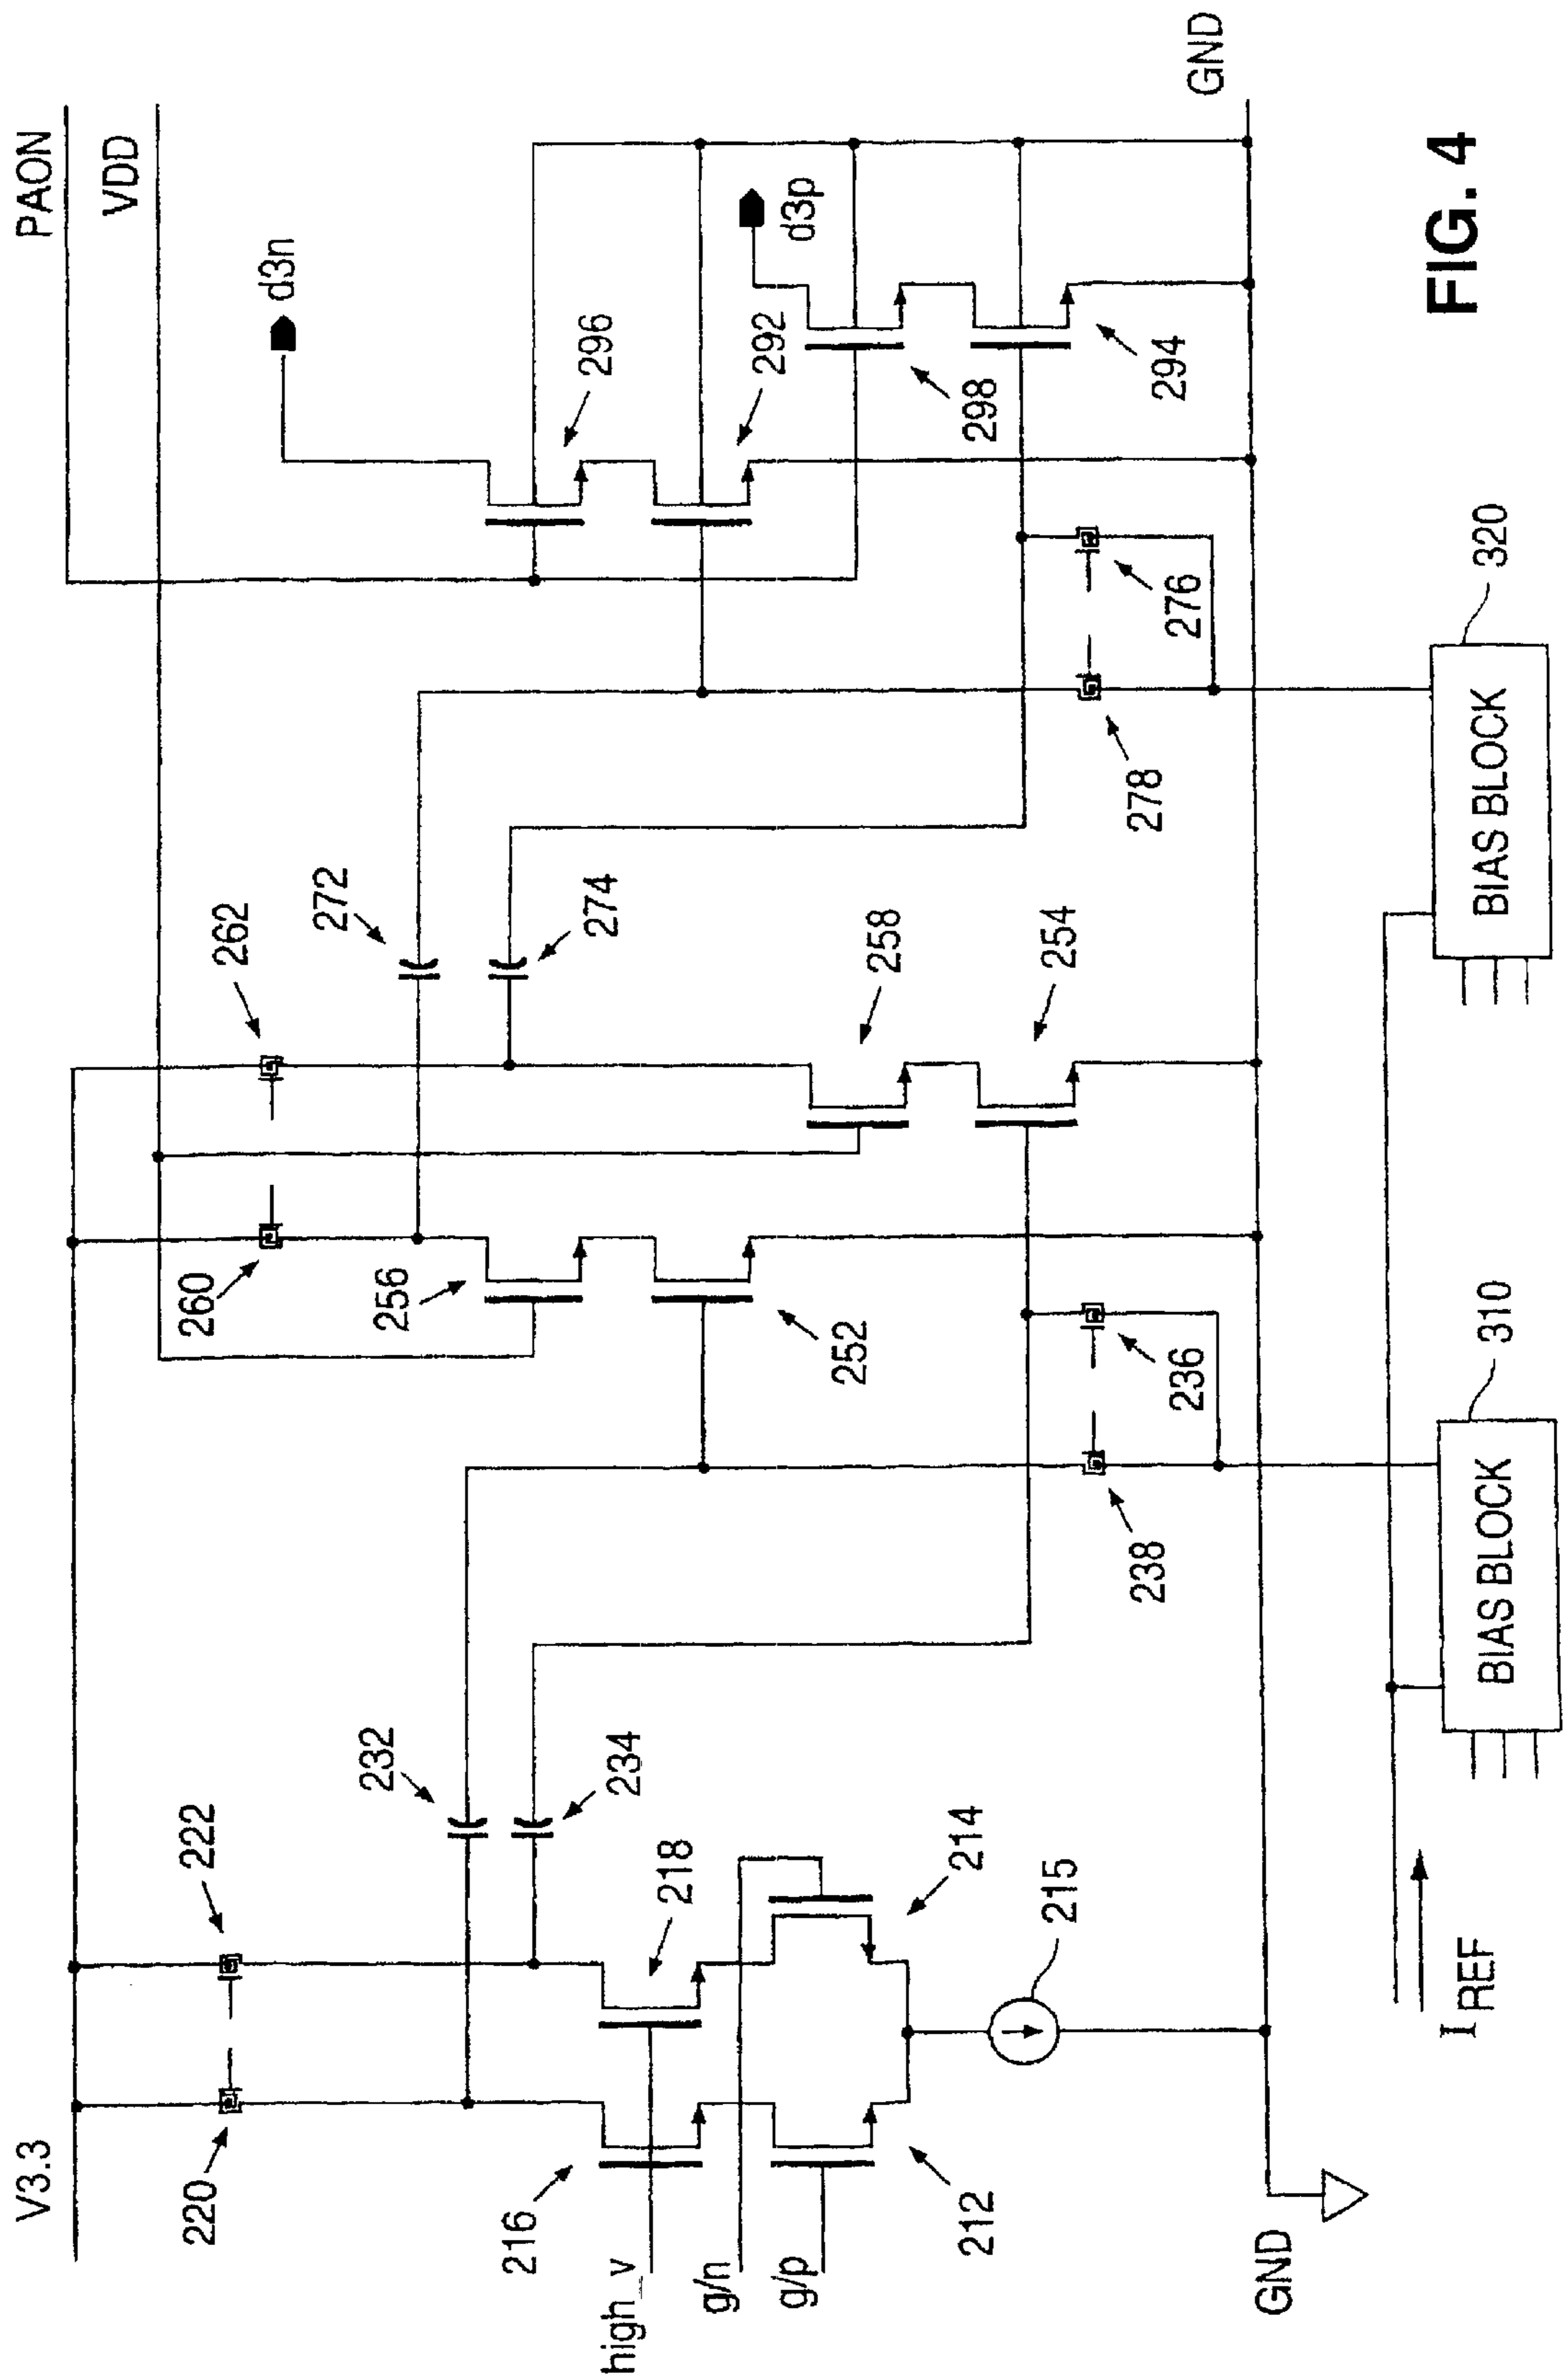 PAON
VDD
V3.3
GND
d3n
d3p
296
292
298
294
262
272
274
258
254
260
256
252
276
278
320
BIAS BLOCK
222
232
234
218
214
215
220
216
212
236
238
310
BIAS BLOCK
high_v
g/n
g/p
GND
I REF
FIG. 4